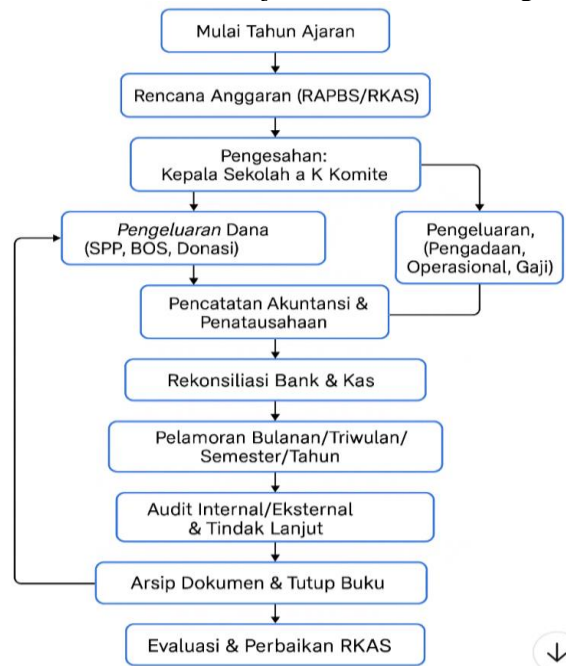 Mulai Tahun Ajaran
Rencana Anggaran (RAPBS/RKAS)
Pengesahan:
Kepala Sekolah a K Komite
Pengeluaran Dana
(SPP, BOS, Donasi)
Pengeluaran,
(Pengadaan,
Operasional, Gaji)
Pencatatan Akuntansi &
Penatausahaan
Rekonsiliasi Bank & Kas
Pelamoran Bulanan/Triwulan/
Semester/Tahun
Audit Internal/Eksternal
& Tindak Lanjut
Arsip Dokumen & Tutup Buku
Evaluasi & Perbaikan RKAS